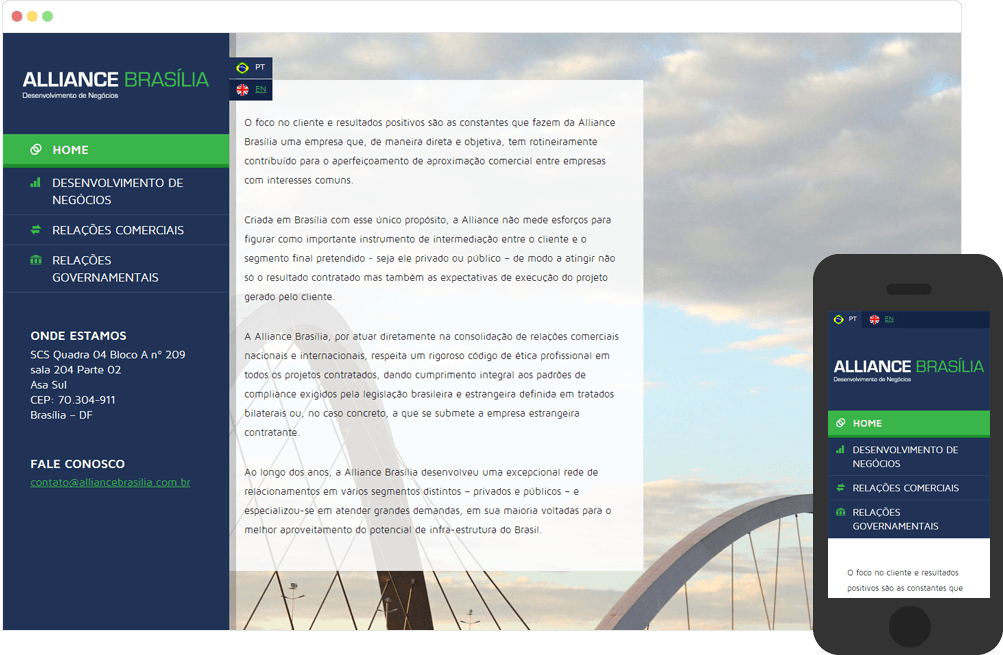 ALLIANCE BRASÍLIA
Desenvolvimento de Negócios
HOME
DESENVOLVIMENTO DE
NEGÓCIOS
RELAÇÕES COMERCIAIS
RELAÇÕES
GOVERNAMENTAIS
ONDE ESTAMOS
SCS Quadra 04 Bloco A nº 209
sala 204 Parte 02
Asa Sul
CEP: 70.304-911
Brasília – DF
FALE CONOSCO
contato@alliancebrasilia.com.br
PT
EN
O foco no cliente e resultados positivos são as constantes que fazem da Alliance
Brasília uma empresa que, de maneira direta e objetiva, tem rotineiramente
contribuído para o aperfeiçoamento de aproximação comercial entre empresas
com interesses comuns.
Criada em Brasília com esse único propósito, a Alliance não mede esforços para
figurar como importante instrumento de intermediação entre o cliente e o
segmento final pretendido - seja ele privado ou público – de modo a atingir não
só o resultado contratado mas também as expectativas de execução do projeto
gerado pelo cliente.
A Alliance Brasília, por atuar diretamente na consolidação de relações comerciais
nacionais e internacionais, respeita um rigoroso código de ética profissional em
todos os projetos contratados, dando cumprimento integral aos padrões de
compliance exigidos pela legislação brasileira e estrangeira definida em tratados
bilaterais ou, no caso concreto, a que se submete a empresa estrangeira
contratante.
Ao longo dos anos, a Alliance Brasília desenvolveu uma excepcional rede de
relacionamentos em vários segmentos distintos – privados e públicos – e
especializou-se em atender grandes demandas, em sua maioria voltadas para o
melhor aproveitamento do potencial de infra-estrutura do Brasil.
PT EN
ALLIANCE BRASÍLIA
Desenvolvimento de Negócios
HOME
DESENVOLVIMENTO DE
NEGÓCIOS
RELAÇÕES COMERCIAIS
RELAÇÕES
GOVERNAMENTAIS
O foco no cliente e resultados
positivos são as constantes que